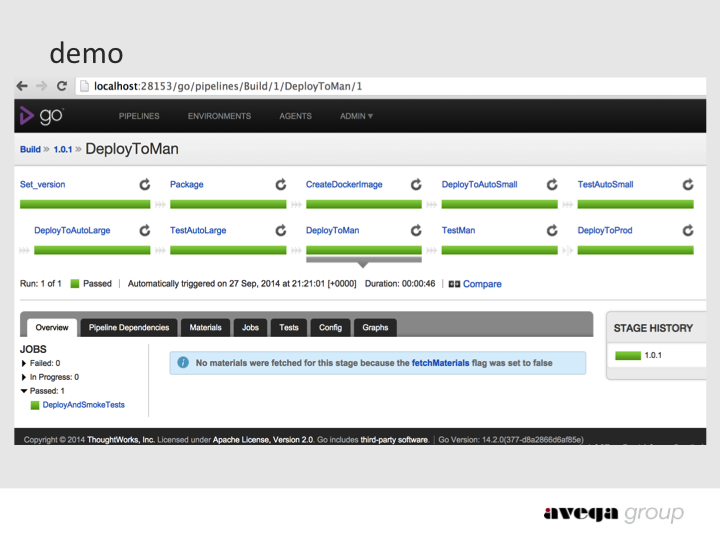 demo
localhost:28153/go/pipelines/Build/1/DeployToMan/1
go PIPELINES ENVIRONMENTS AGENTS ADMIN ▼
Build » 1.0.1 » DeployToMan
Set_version Package CreateDockerImage DeployToAutoSmall TestAutoSmall
DeployToAutoLarge TestAutoLarge DeployToMan TestMan DeployToProd
Run: 1 of 1 Passed | Automatically triggered on 27 Sep, 2014 at 21:21:01 [+0000] Duration: 00:00:46 | Compare
Overview Pipeline Dependencies Materials Jobs Tests Config Graphs
STAGE HISTORY
JOBS
Failed: 0
In Progress: 0
Passed: 1
DeployAndSmokeTests
No materials were fetched for this stage because the fetchMaterials flag was set to false
1.0.1
Copyright © 2014 ThoughtWorks, Inc. Licensed under Apache License, Version 2.0. Go includes third-party software. | Go Version: 14.2.0(377-d8a2866d6af85e)
avega group